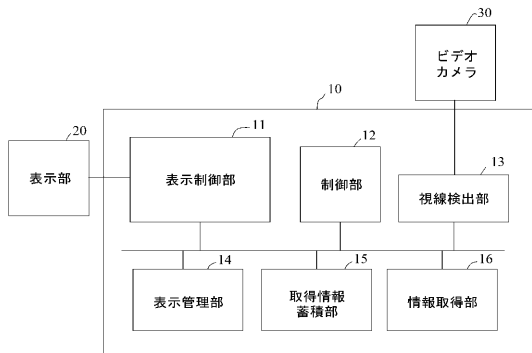 30
ビデオ
カメラ
10
20
表示部
11
表示制御部
12
制御部
13
視線検出部
14
表示管理部
15
取得情報
蓄積部
16
情報取得部